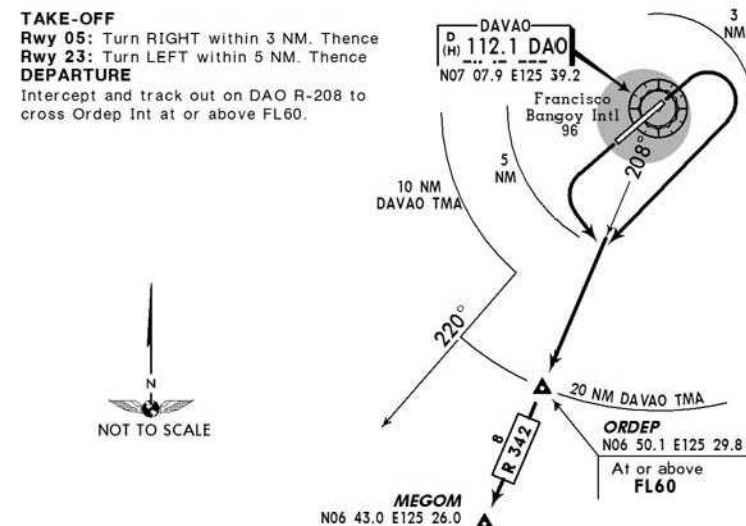 TAKE-OFF
Rwy 05: Turn RIGHT within 3 NM. Thence
Rwy 23: Turn LEFT within 5 NM. Thence
DEPARTURE
Intercept and track out on DAO R-208 to
cross Ordep Int at or above FL60.
3
NM
DAVAO
D
(H) 112.1 DAO
N07 07.9 E125 39.2
Francisco
Bangoy Intl
96
208°
5
NM
10 NM
DAVAO TMA
220°
N
NOT TO SCALE
20 NM DAVAO TMA
ORDEP
N06 50.1 E125 29.8
At or above
FL60
8
R 342
MEGOM
N06 43.0 E125 26.0